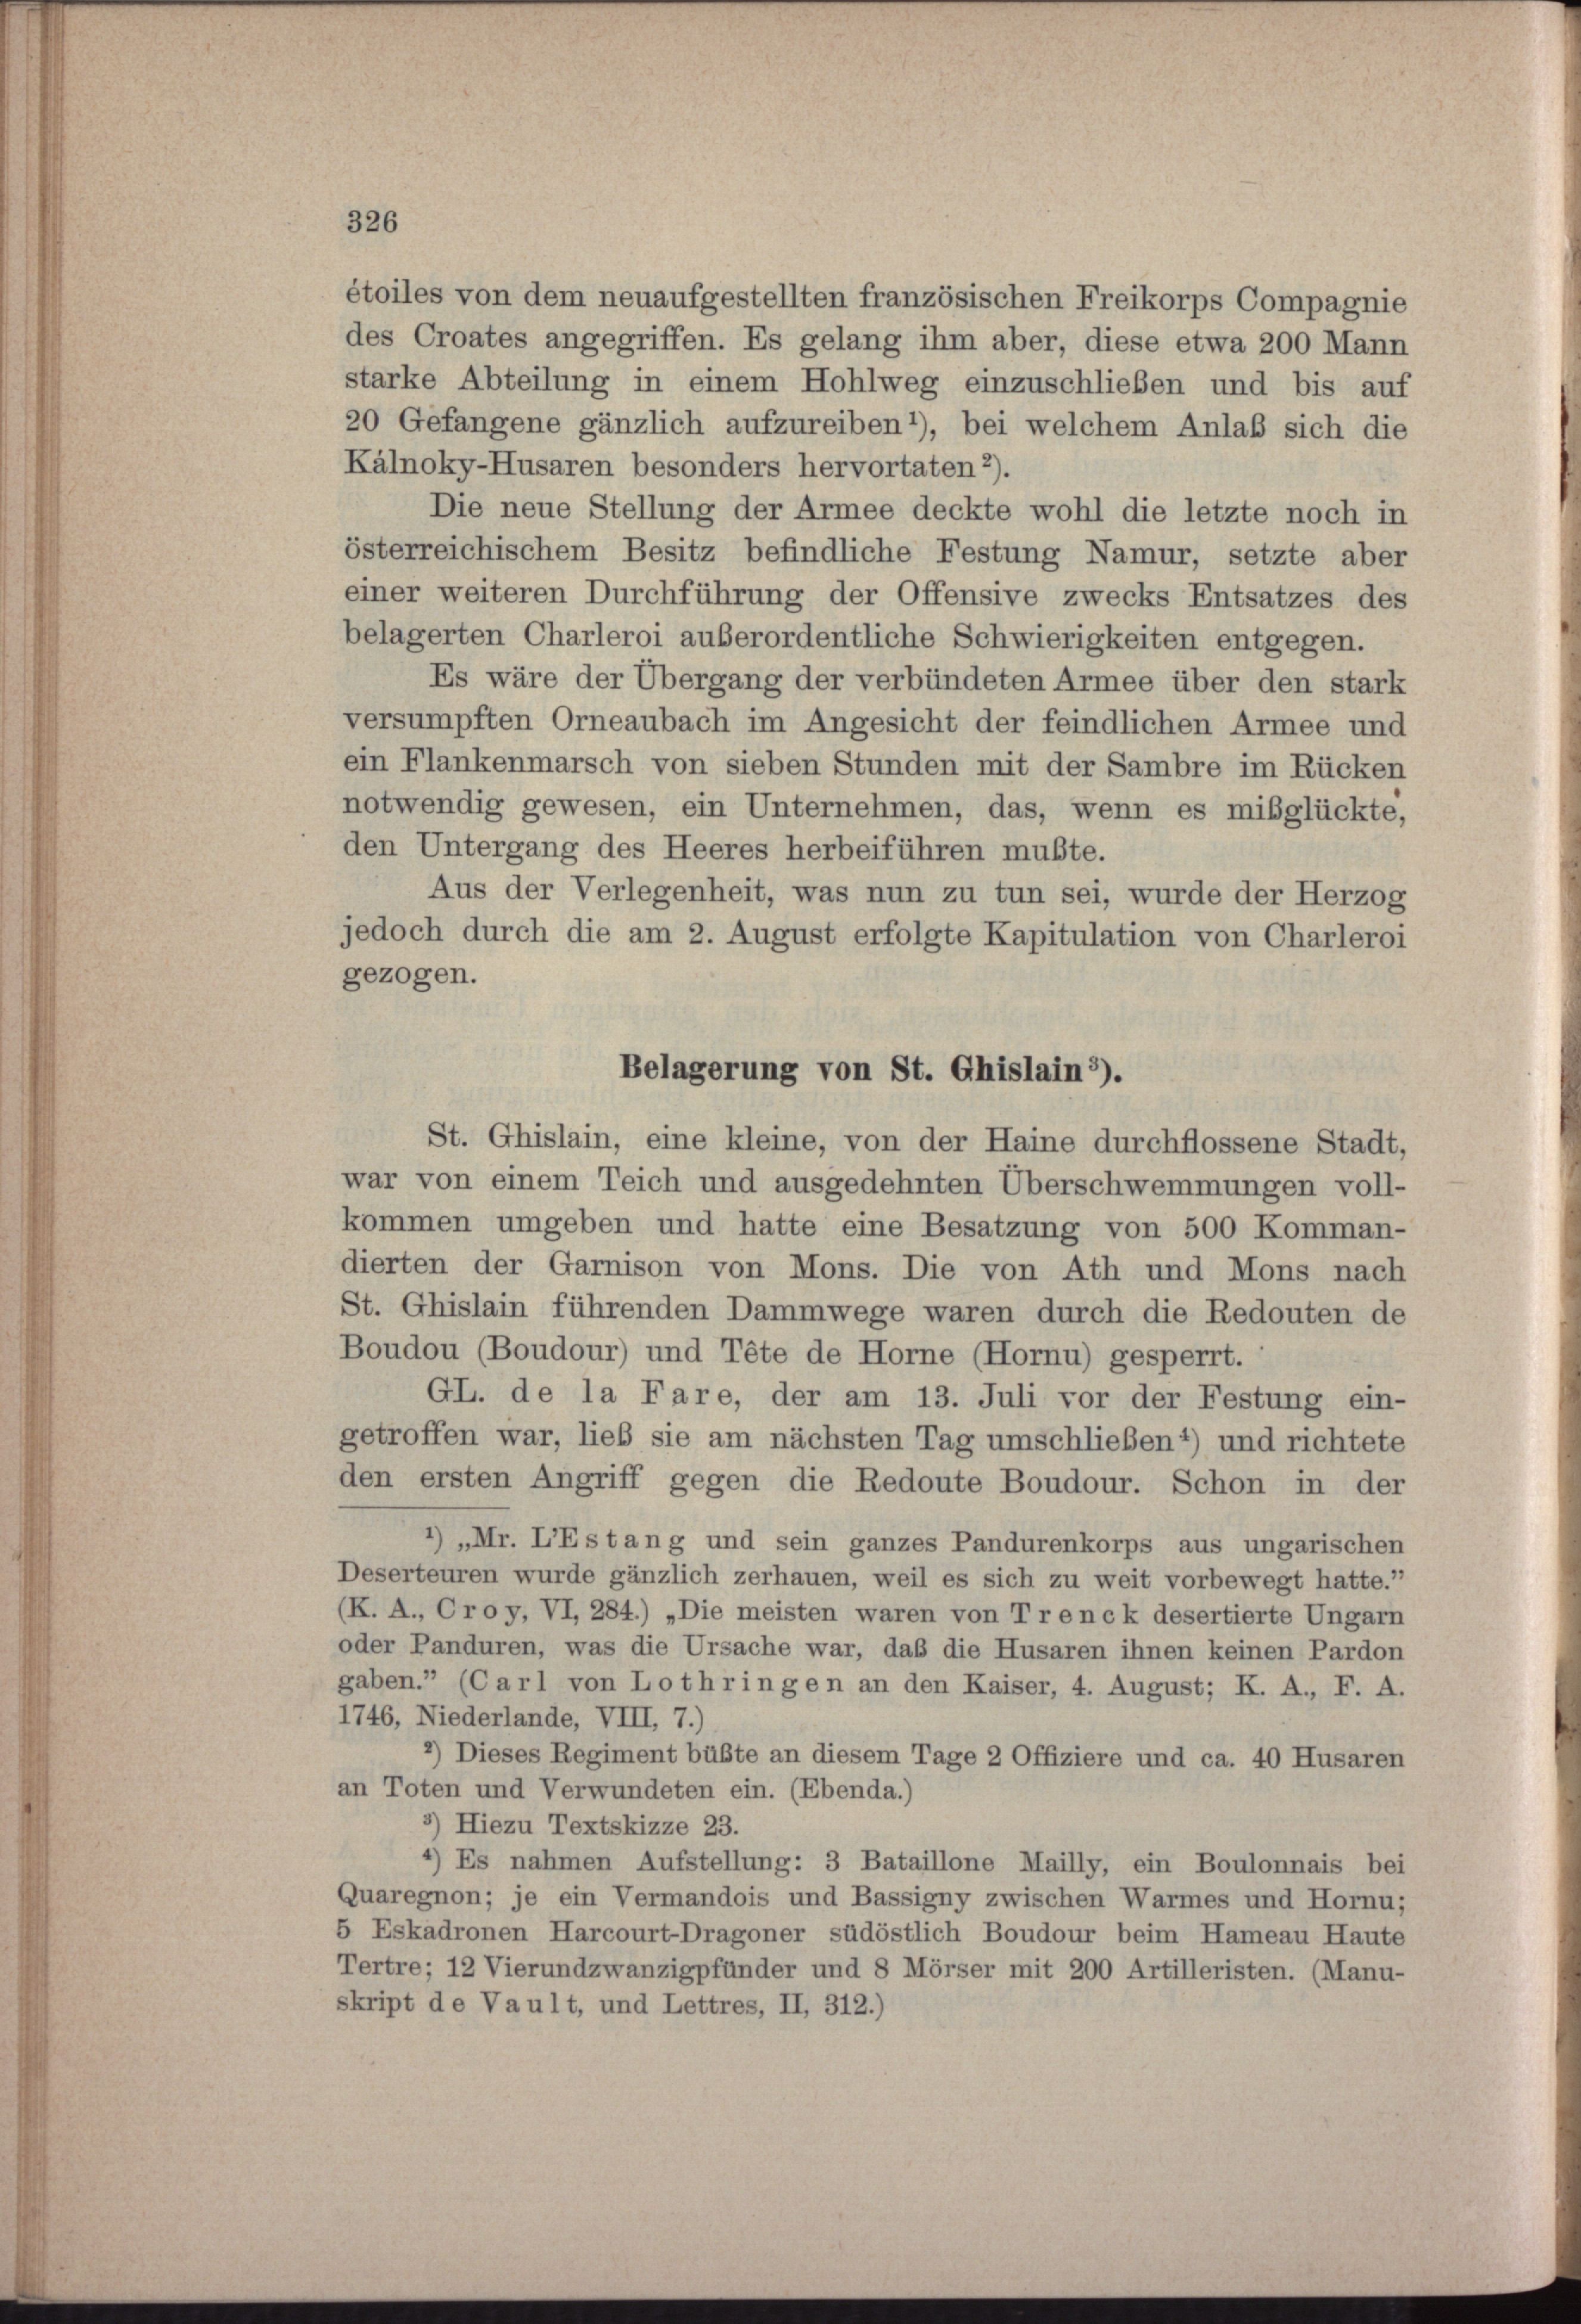 326
étoiles von dem neuaufgestellten französischen Freikorps Compagnie
des Croates angegriffen. Es gelang ihm aber, diese etwa 200 Mann
starke Abteilung in einem Hohlweg einzuschließen und bis auf
20 Gefangene gänzlich aufzureiben¹), bei welchem Anlaß sich die
Kálnoky-Husaren besonders hervortaten²).
Die neue Stellung der Armee deckte wohl die letzte noch in
österreichischem Besitz befindliche Festung Namur, setzte aber
einer weiteren Durchführung der Offensive zwecks Entsatzes des
belagerten Charleroi außerordentliche Schwierigkeiten entgegen.
Es wäre der Übergang der verbündeten Armee über den stark
versumpften Orneaubach im Angesicht der feindlichen Armee und
ein Flankenmarsch von sieben Stunden mit der Sambre im Rücken
notwendig gewesen, ein Unternehmen, das, wenn es mißglückte,
den Untergang des Heeres herbeiführen mußte.
Aus der Verlegenheit, was nun zu tun sei, wurde der Herzog
jedoch durch die am 2. August erfolgte Kapitulation von Charleroi
gezogen.
Belagerung von St. Ghislain³).
St. Ghislain, eine kleine, von der Haine durchflossene Stadt,
war von einem Teich und ausgedehnten Überschwemmungen voll-
kommen umgeben und hatte eine Besatzung von 500 Komman-
dierten der Garnison von Mons. Die von Ath und Mons nach
St. Ghislain führenden Dammwege waren durch die Redouten de
Boudou (Boudour) und Tête de Horne (Hornu) gesperrt.
GL. de la Fare, der am 13. Juli vor der Festung ein-
getroffen war, ließ sie am nächsten Tag umschließen⁴) und richtete
den ersten Angriff gegen die Redoute Boudour. Schon in der
¹) „Mr. L'Estang und sein ganzes Pandurenkorps aus ungarischen
Deserteuren wurde gänzlich zerhauen, weil es sich zu weit vorbewegt hatte.”
(K. A., Croy, VI, 284.) „Die meisten waren von Trenck desertierte Ungarn
oder Panduren, was die Ursache war, daß die Husaren ihnen keinen Pardon
gaben.” (Carl von Lothringen an den Kaiser, 4. August; K. A., F. A.
1746, Niederlande, VIII, 7.)
²) Dieses Regiment büßte an diesem Tage 2 Offiziere und ca. 40 Husaren
an Toten und Verwundeten ein. (Ebenda.)
³) Hiezu Textskizze 23.
⁴) Es nahmen Aufstellung: 3 Bataillone Mailly, ein Boulonnais bei
Quaregnon; je ein Vermandois und Bassigny zwischen Warmes und Hornu;
5 Eskadronen Harcourt-Dragoner südöstlich Boudour beim Hameau Haute
Tertre; 12 Vierundzwanzigpfünder und 8 Mörser mit 200 Artilleristen. (Manu-
skript de Vault, und Lettres, II, 312.)